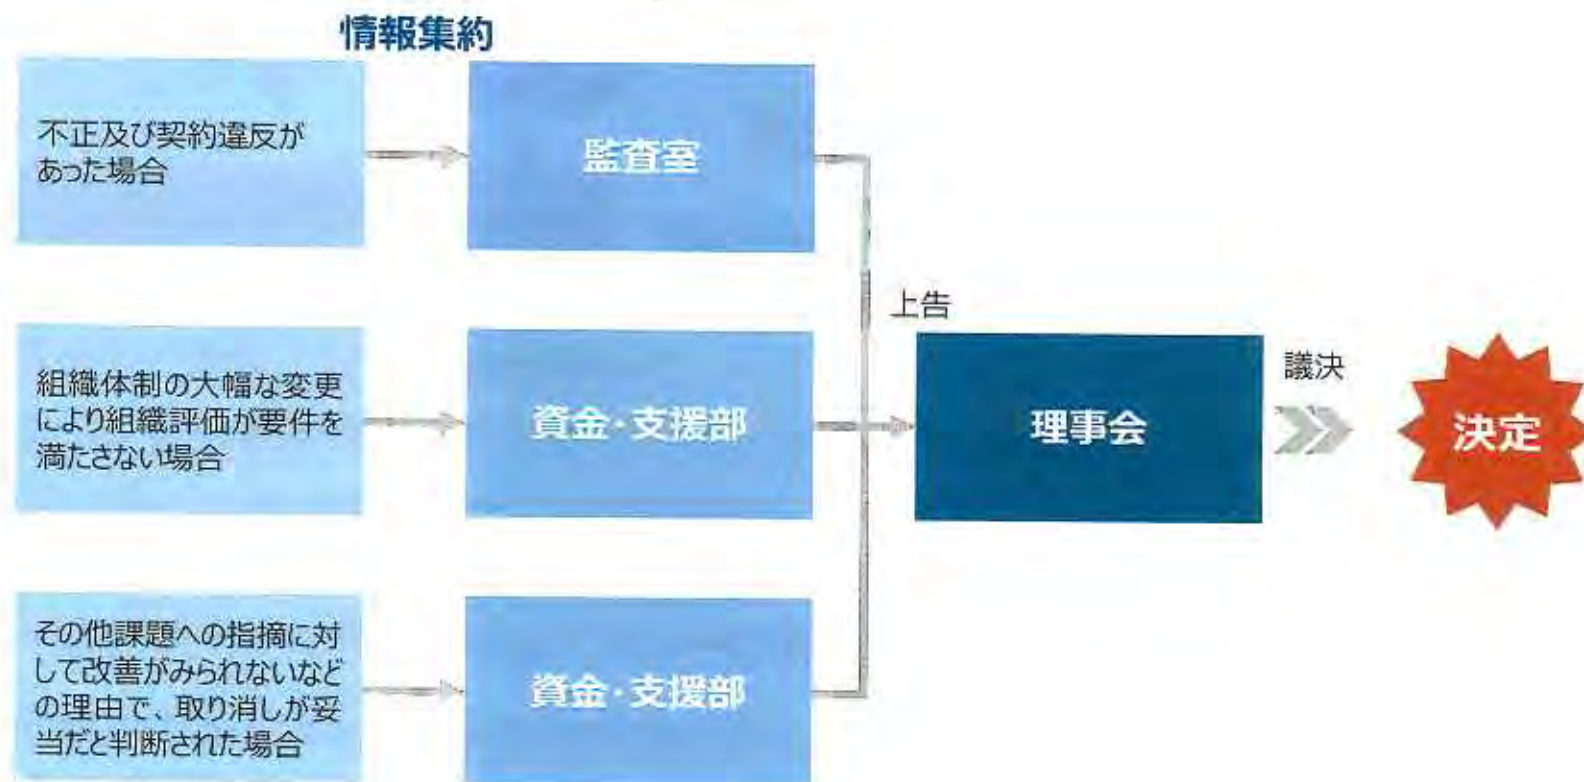 情報集約
不正及び契約違反が
あった場合
監査室
組織体制の大幅な変更
により組織評価が要件を
満たさない場合
資金・支援部
その他課題への指摘に対
して改善がみられないなど
の理由で、取り消しが妥
当だと判断された場合
資金・支援部
上告
理事会
議決
決定